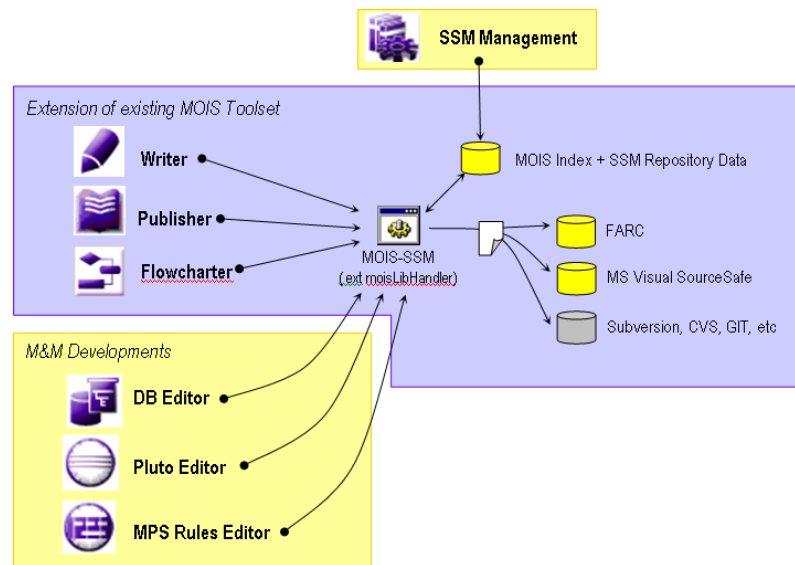 SSM Management
Extension of existing MOIS Toolset
Writer
MOIS Index + SSM Repository Data
Publisher
FARC
MOIS-SSM
(.ext moisLibHandler)
Flowcharter
MS Visual SourceSafe
Subversion, CVS, GIT, etc
M&M Developments
DB Editor
Pluto Editor
MPS Rules Editor